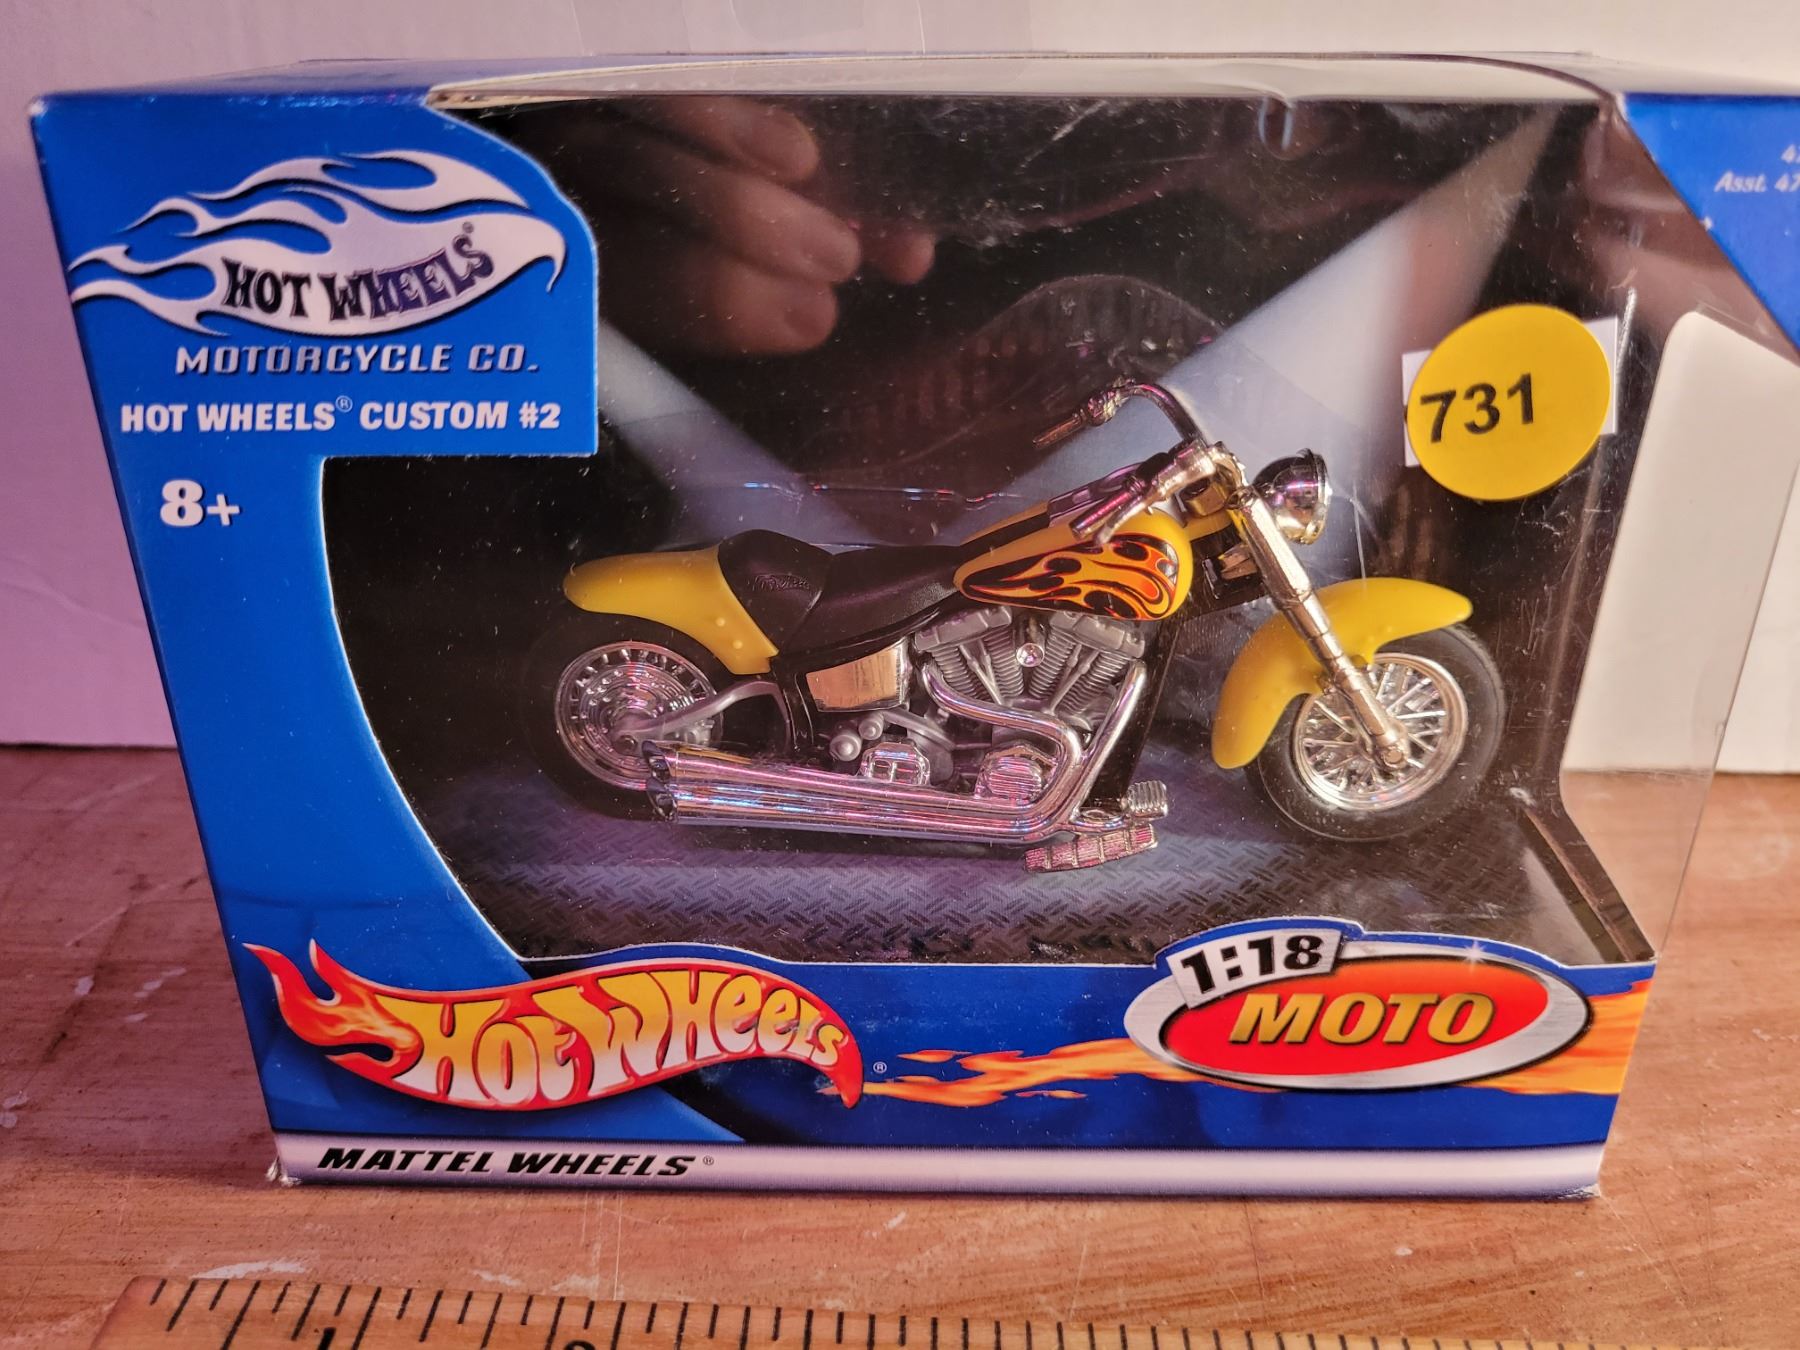 HOT WHEELS®
MOTORCYCLE CO.
HOT WHEELS® CUSTOM #2
8+
Asst. 47
731
1:18
MOTO
HOT WHEELS ®
MATTEL WHEELS®
1